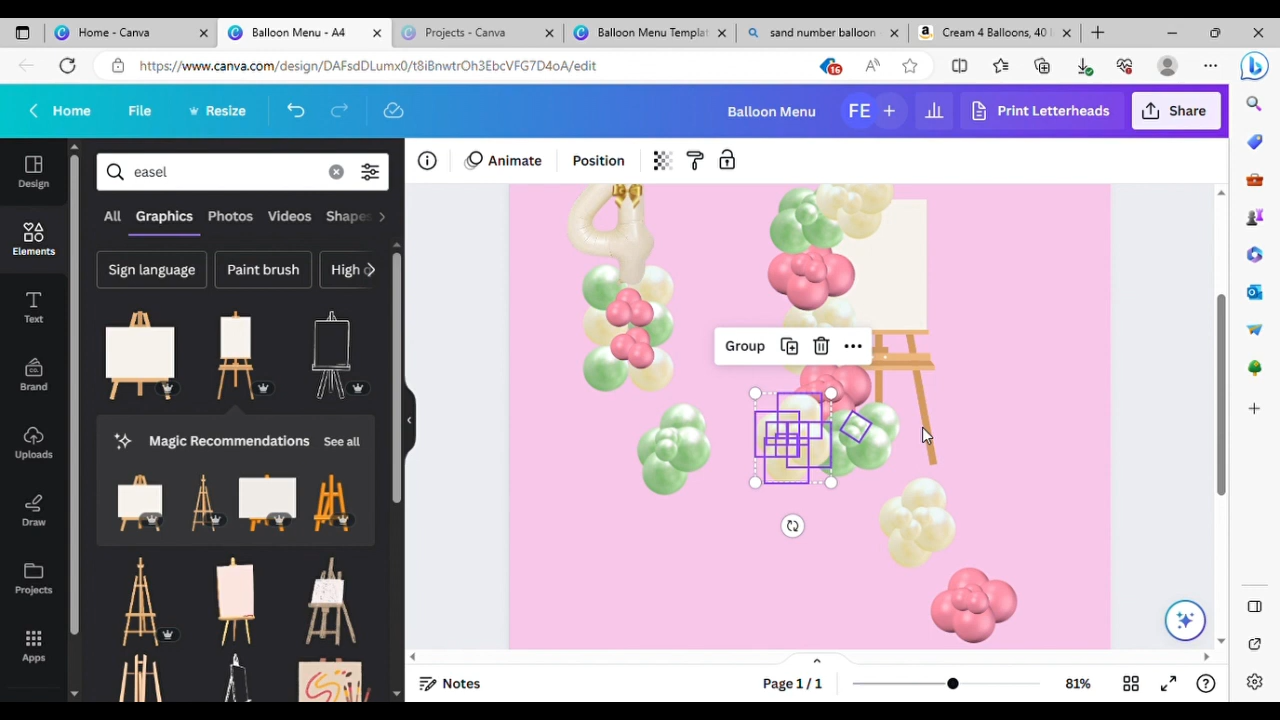 Home - Canva
Balloon Menu - A4
Projects - Canva
Balloon Menu Templat
sand number balloon
Cream 4 Balloons, 40 I
https://www.canva.com/design/DAFsdDLumx0/t8iBnwtrOh3EbcVFG7D4oA/edit
16
Home
File
Resize
Balloon Menu
FE
Print Letterheads
Share
easel
Animate
Position
Design
Elements
Text
Brand
Uploads
Draw
Projects
Apps
All
Graphics
Photos
Videos
Shapes
Sign language
Paint brush
High
Magic Recommendations
See all
Group
Notes
Page 1 / 1
81%